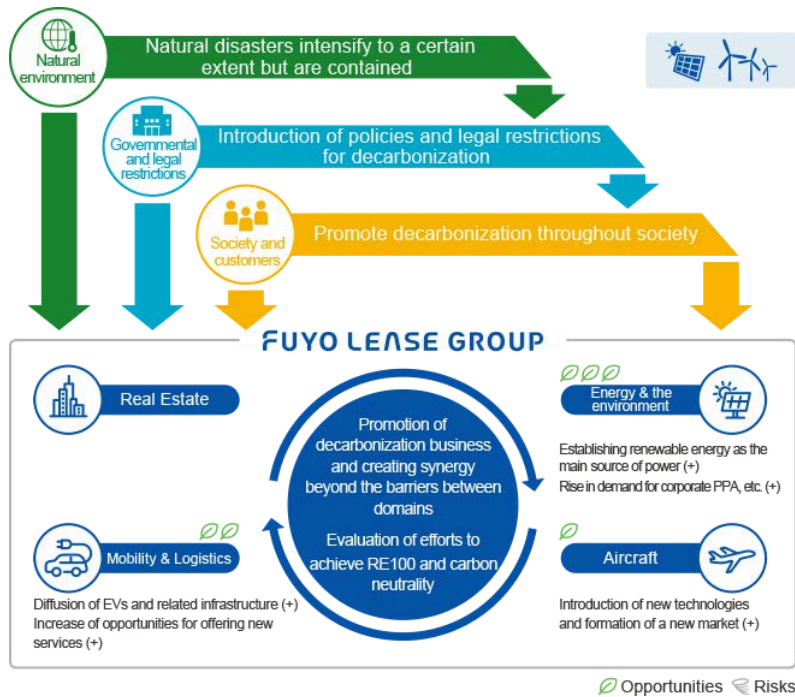 Natural
environment
Natural disasters intensify to a certain
extent but are contained
Governmental
and legal
restrictions
Introduction of policies and legal restrictions
for decarbonization
Society and
customers
Promote decarbonization throughout society
FUYO LEASE GROUP
Real Estate
Energy & the
environment
Establishing renewable energy as the
main source of power (+)
Rise in demand for corporate PPA, etc. (+)
Promotion of
decarbonization business
and creating synergy
beyond the barriers between
domains
Evaluation of efforts to
achieve RE100 and carbon
neutrality
Mobility & Logistics
Diffusion of EVs and related infrastructure (+)
Increase of opportunities for offering new
services (+)
Aircraft
Introduction of new technologies
and formation of a new market (+)
Opportunities Risks